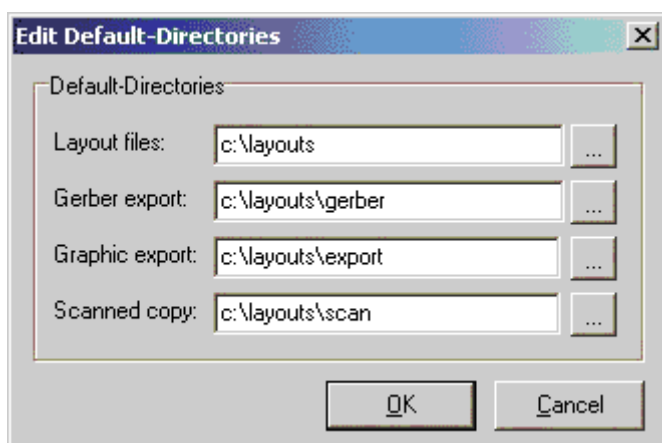 Edit Default-Directories
Default-Directories
Layout files: c:\layouts ...
Gerber export: c:\layouts\gerber ...
Graphic export: c:\layouts\export ...
Scanned copy: c:\layouts\scan ...
OK Cancel